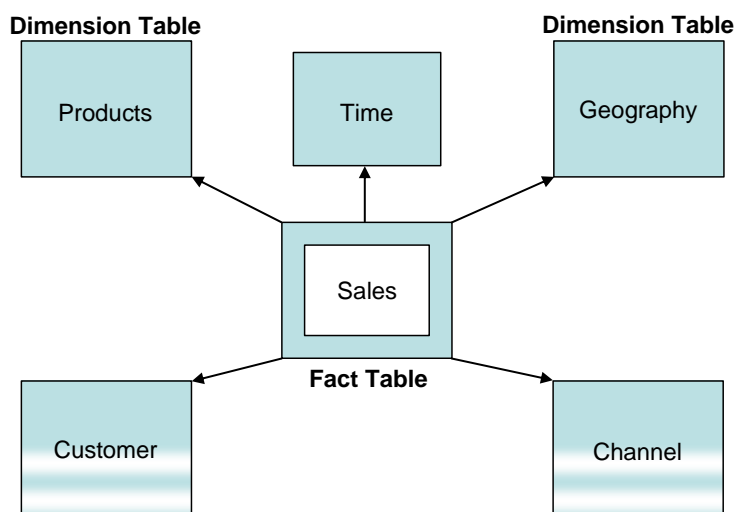 Dimension Table
Dimension Table
Products
Time
Geography
Sales
Fact Table
Customer
Channel